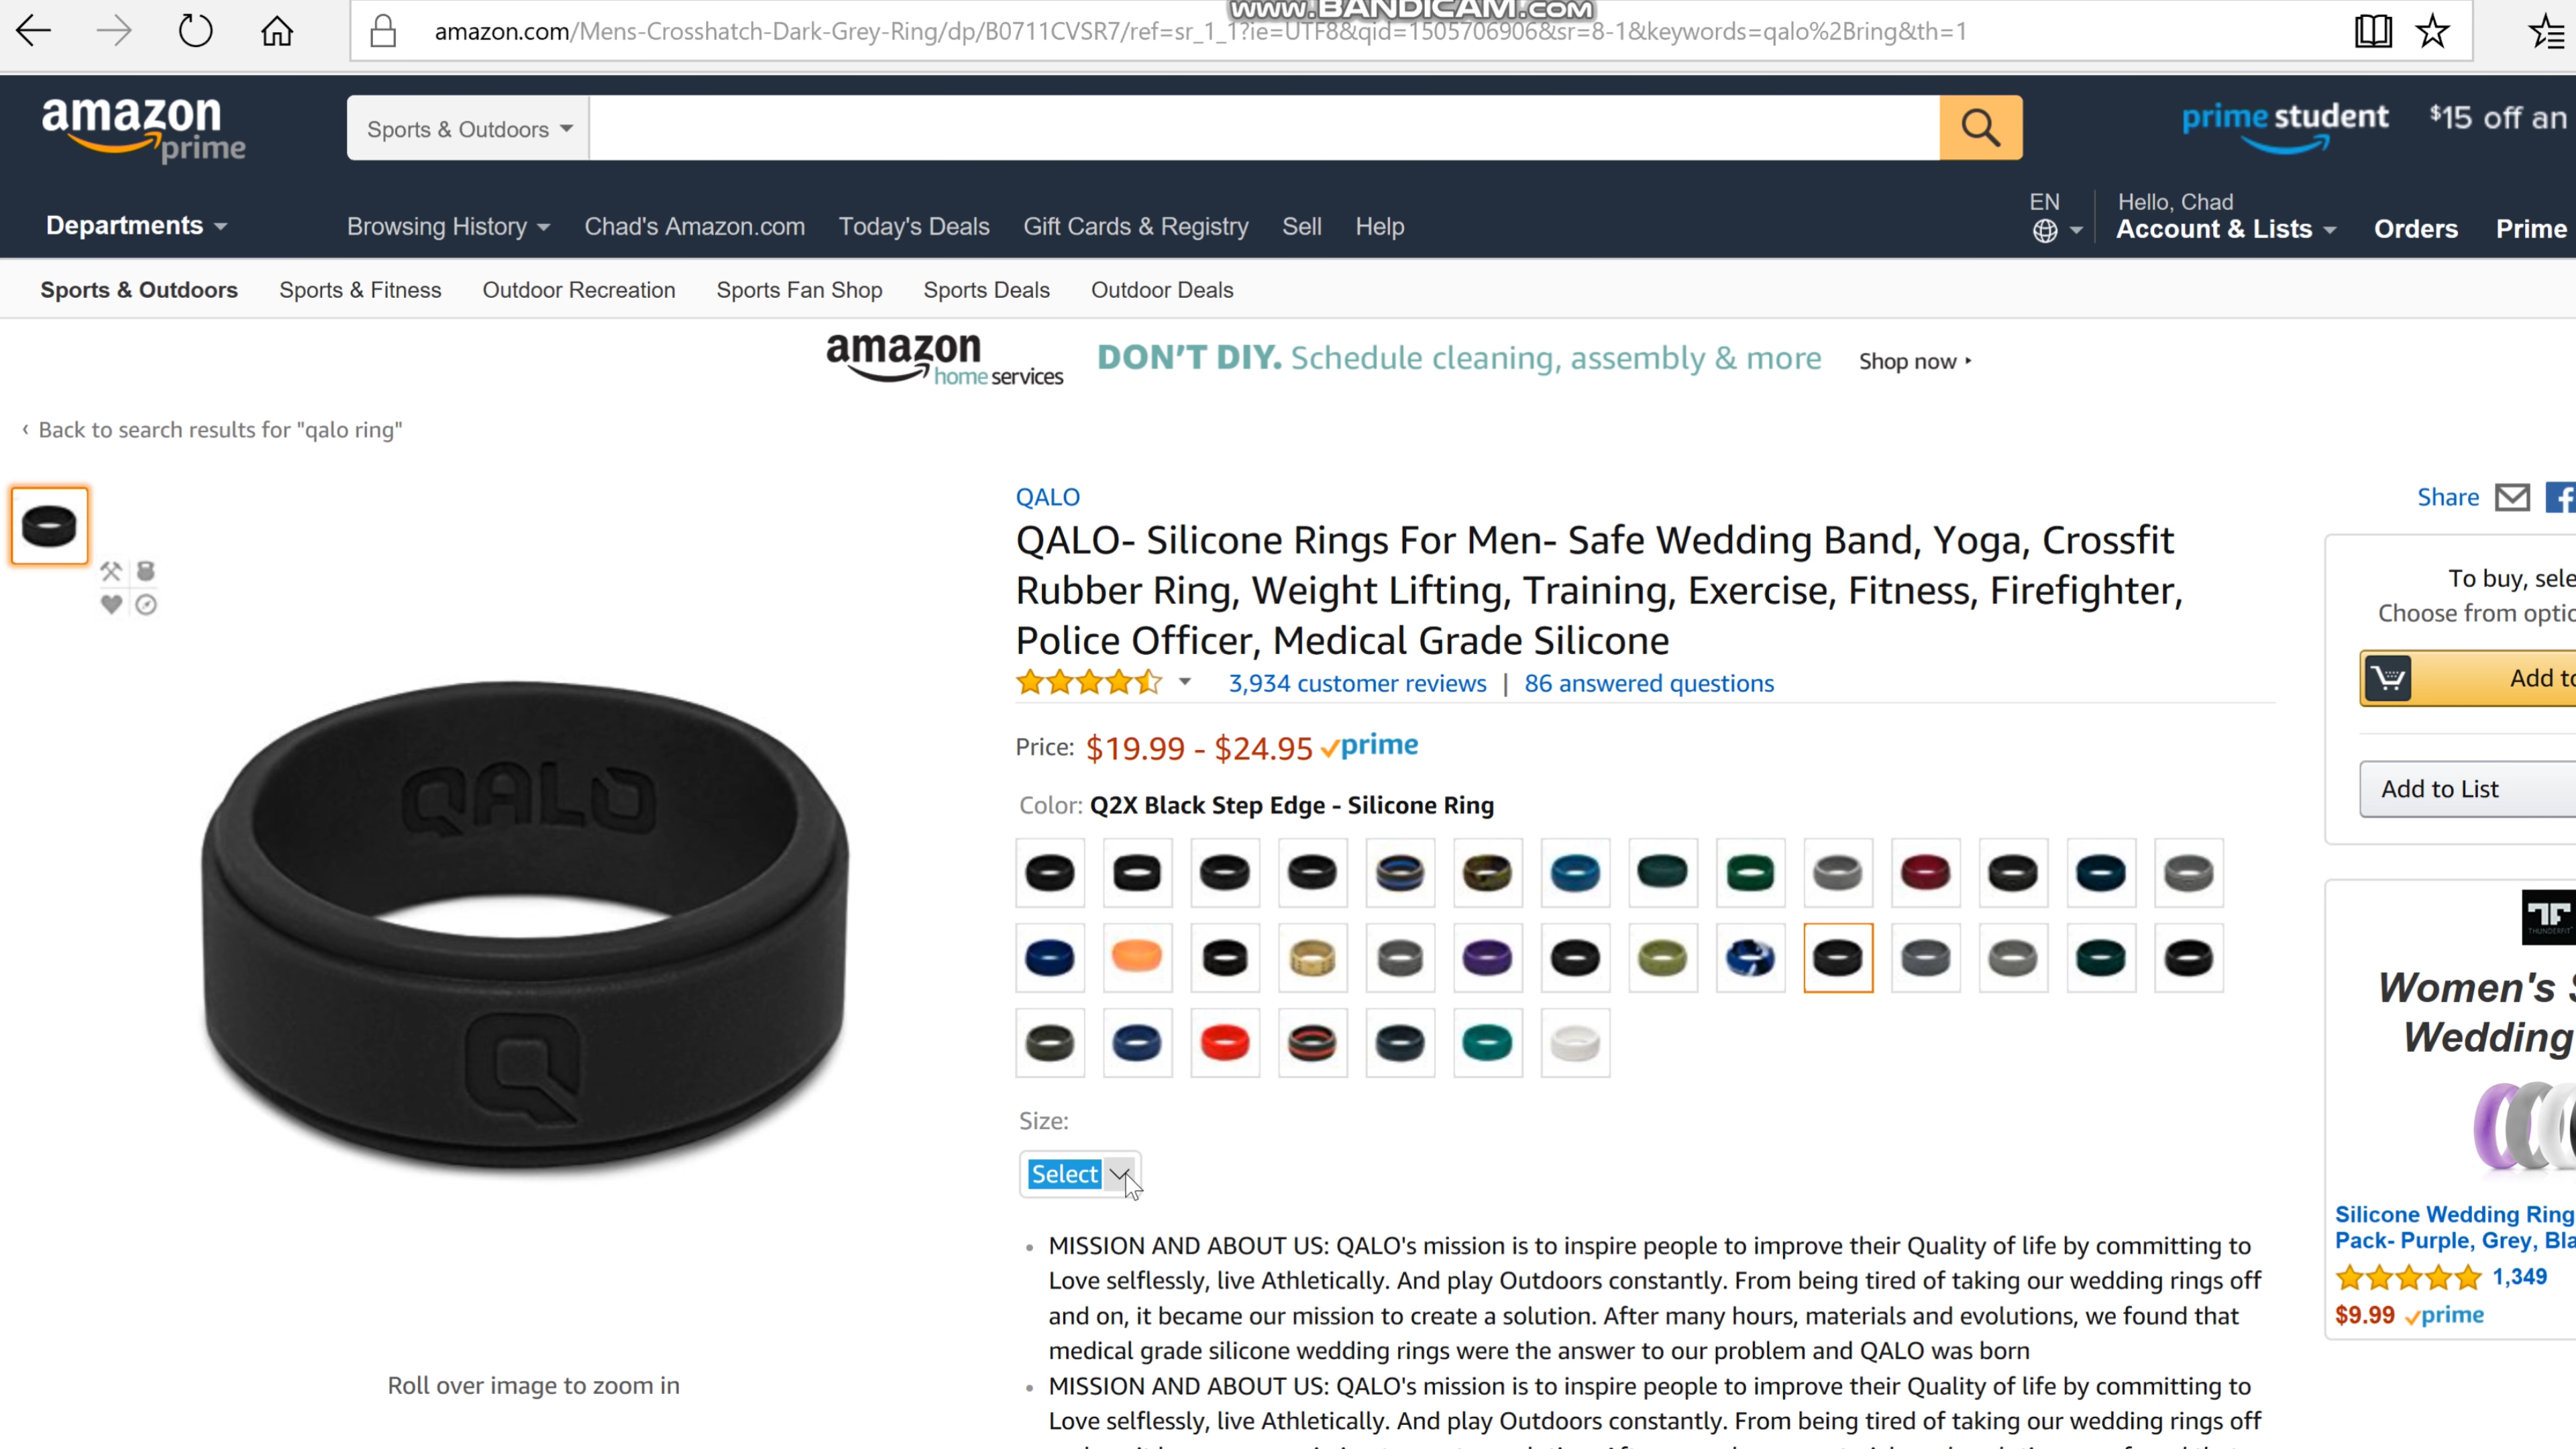 www.BANDICAM.com
amazon.com/Mens-Crosshatch-Dark-Grey-Ring/dp/B0711CVSR7/ref=sr_1_1?ie=UTF8&qid=1505706906&sr=8-1&keywords=qalo%2Bring&th=1
amazon prime
Sports & Outdoors
prime student
$15 off an
Departments
Browsing History
Chad's Amazon.com
Today's Deals
Gift Cards & Registry
Sell
Help
EN
Hello, Chad
Account & Lists
Orders
Prime
Sports & Outdoors
Sports & Fitness
Outdoor Recreation
Sports Fan Shop
Sports Deals
Outdoor Deals
amazon home services
DON'T DIY. Schedule cleaning, assembly & more
Shop now ▸
‹ Back to search results for "qalo ring"
QALO
Q
Roll over image to zoom in
QALO
QALO- Silicone Rings For Men- Safe Wedding Band, Yoga, Crossfit
Rubber Ring, Weight Lifting, Training, Exercise, Fitness, Firefighter,
Police Officer, Medical Grade Silicone
3,934 customer reviews | 86 answered questions
Price: $19.99 - $24.95 prime
Color: Q2X Black Step Edge - Silicone Ring
Size:
Select
• MISSION AND ABOUT US: QALO's mission is to inspire people to improve their Quality of life by committing to
Love selflessly, live Athletically. And play Outdoors constantly. From being tired of taking our wedding rings off
and on, it became our mission to create a solution. After many hours, materials and evolutions, we found that
medical grade silicone wedding rings were the answer to our problem and QALO was born
• MISSION AND ABOUT US: QALO's mission is to inspire people to improve their Quality of life by committing to
Love selflessly, live Athletically. And play Outdoors constantly. From being tired of taking our wedding rings off
Share
To buy, sele
Choose from optic
Add to
Add to List
TF
THUNDERFIT
Women's S
Wedding
Silicone Wedding Ring
Pack- Purple, Grey, Bla
1,349
$9.99 prime